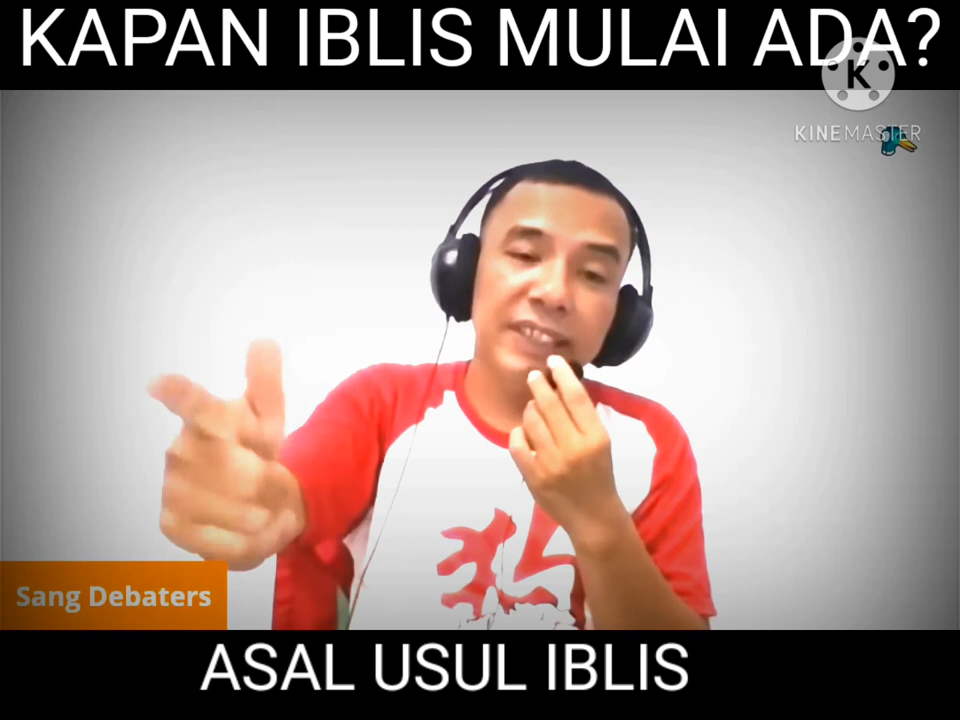 KAPAN IBLIS MULAI ADA?
K
KINEMASTER
Sang Debaters
ASAL USUL IBLIS